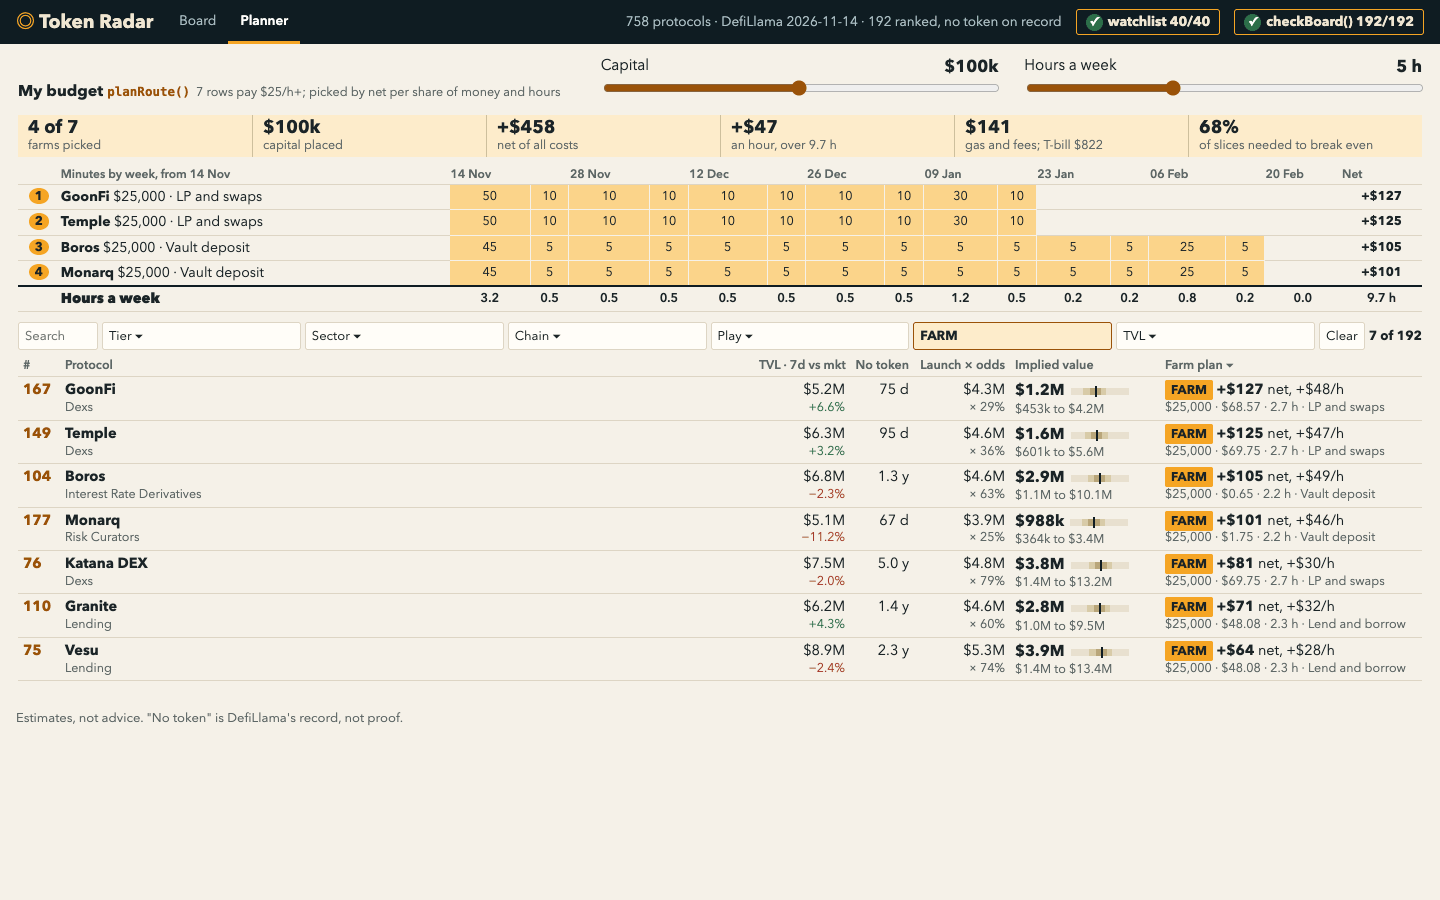 Token Radar Board Planner 758 protocols · DefiLlama 2026-11-14 · 192 ranked, no token on record ✓ watchlist 40/40 ✓ checkBoard() 192/192
Capital $100k Hours a week 5 h
My budget planRoute() 7 rows pay $25/h+; picked by net per share of money and hours
4 of 7 $100k +$458 +$47 $141 68%
farms picked capital placed net of all costs an hour, over 9.7 h gas and fees; T-bill $822 of slices needed to break even
Minutes by week, from 14 Nov 14 Nov 28 Nov 12 Dec 26 Dec 09 Jan 23 Jan 06 Feb 20 Feb Net
1 GoonFi $25,000 · LP and swaps 50 10 10 10 10 10 10 10 30 10 +$127
2 Temple $25,000 · LP and swaps 50 10 10 10 10 10 10 10 30 10 +$125
3 Boros $25,000 · Vault deposit 45 5 5 5 5 5 5 5 5 5 5 5 25 5 +$105
4 Monarq $25,000 · Vault deposit 45 5 5 5 5 5 5 5 5 5 5 5 25 5 +$101
Hours a week 3.2 0.5 0.5 0.5 0.5 0.5 0.5 0.5 1.2 0.5 0.2 0.2 0.8 0.2 0.0 9.7 h
Search Tier Sector Chain Play FARM TVL Clear 7 of 192
# Protocol TVL · 7d vs mkt No token Launch × odds Implied value Farm plan
167 GoonFi $5.2M 75 d $4.3M $1.2M FARM +$127 net, +$48/h
Dexs +6.6% × 29% $453k to $4.2M $25,000 · $68.57 · 2.7 h · LP and swaps
149 Temple $6.3M 95 d $4.6M $1.6M FARM +$125 net, +$47/h
Dexs +3.2% × 36% $601k to $5.6M $25,000 · $69.75 · 2.7 h · LP and swaps
104 Boros $6.8M 1.3 y $4.6M $2.9M FARM +$105 net, +$49/h
Interest Rate Derivatives −2.3% × 63% $1.1M to $10.1M $25,000 · $0.65 · 2.2 h · Vault deposit
177 Monarq $5.1M 67 d $3.9M $988k FARM +$101 net, +$46/h
Risk Curators −11.2% × 25% $364k to $3.4M $25,000 · $1.75 · 2.2 h · Vault deposit
76 Katana DEX $7.5M 5.0 y $4.8M $3.8M FARM +$81 net, +$30/h
Dexs −2.0% × 79% $1.4M to $13.2M $25,000 · $69.75 · 2.7 h · LP and swaps
110 Granite $6.2M 1.4 y $4.6M $2.8M FARM +$71 net, +$32/h
Lending +4.3% × 60% $1.0M to $9.5M $25,000 · $48.08 · 2.3 h · Lend and borrow
75 Vesu $8.9M 2.3 y $5.3M $3.9M FARM +$64 net, +$28/h
Lending −2.4% × 74% $1.4M to $13.4M $25,000 · $48.08 · 2.3 h · Lend and borrow
Estimates, not advice. "No token" is DefiLlama's record, not proof.